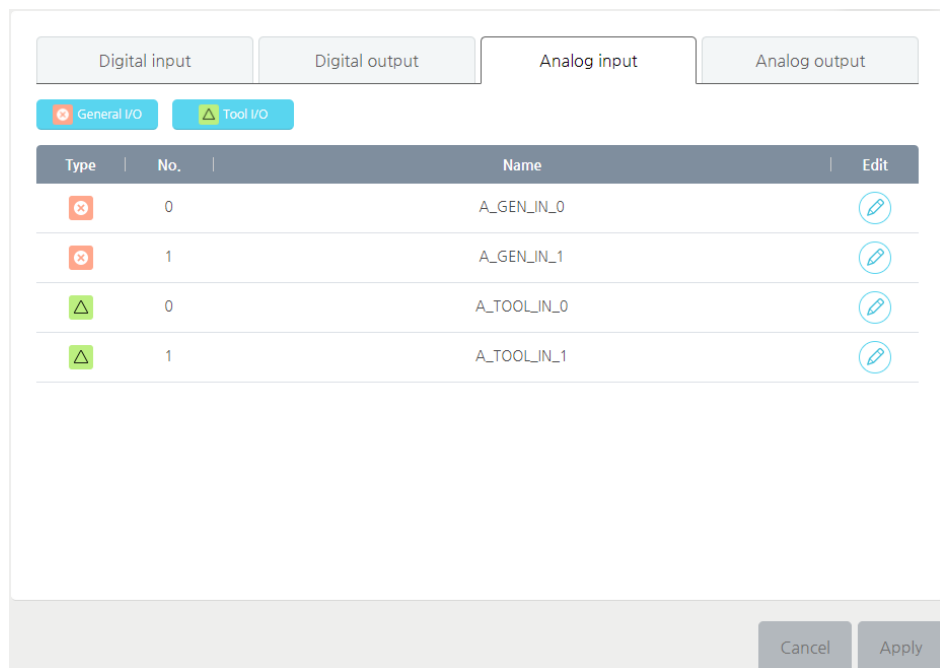 Digital input Digital output Analog input Analog output
General I/O Tool I/O
Type No. Name Edit
0 A_GEN_IN_0
1 A_GEN_IN_1
0 A_TOOL_IN_0
1 A_TOOL_IN_1
Cancel Apply